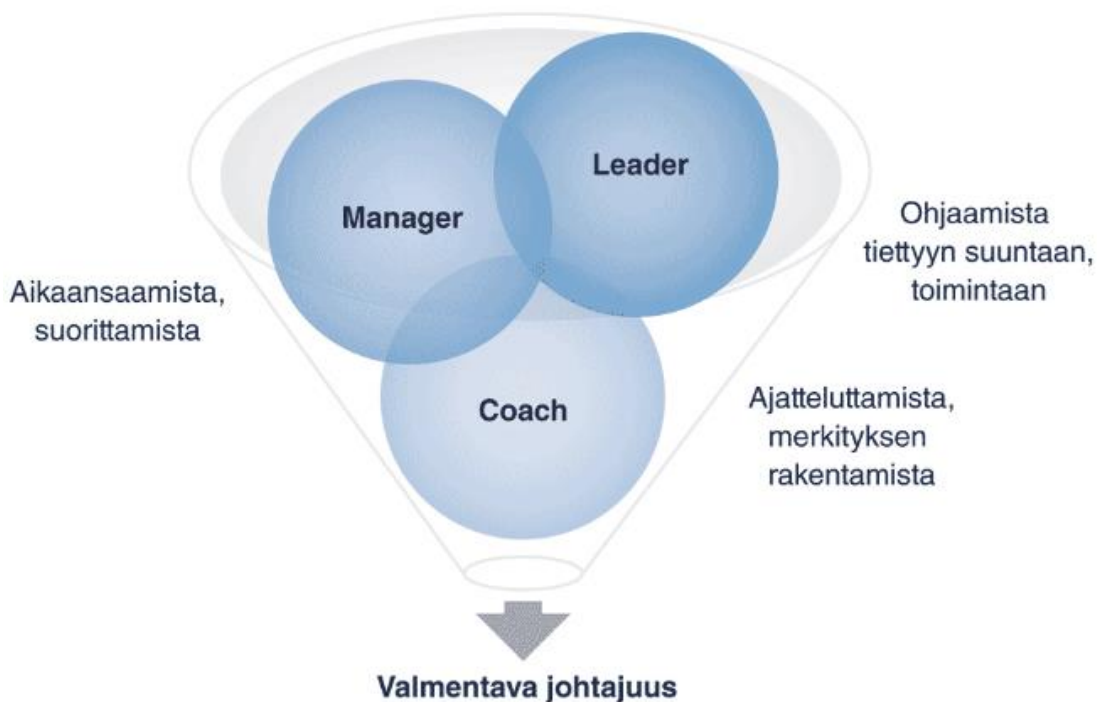 Leader
Manager
Ohjaamista
tiettyyn suuntaan,
toimintaan
Aikaansaamista,
suorittamista
Coach
Ajatteluttamista,
merkityksen
rakentamista
Valmentava johtajuus